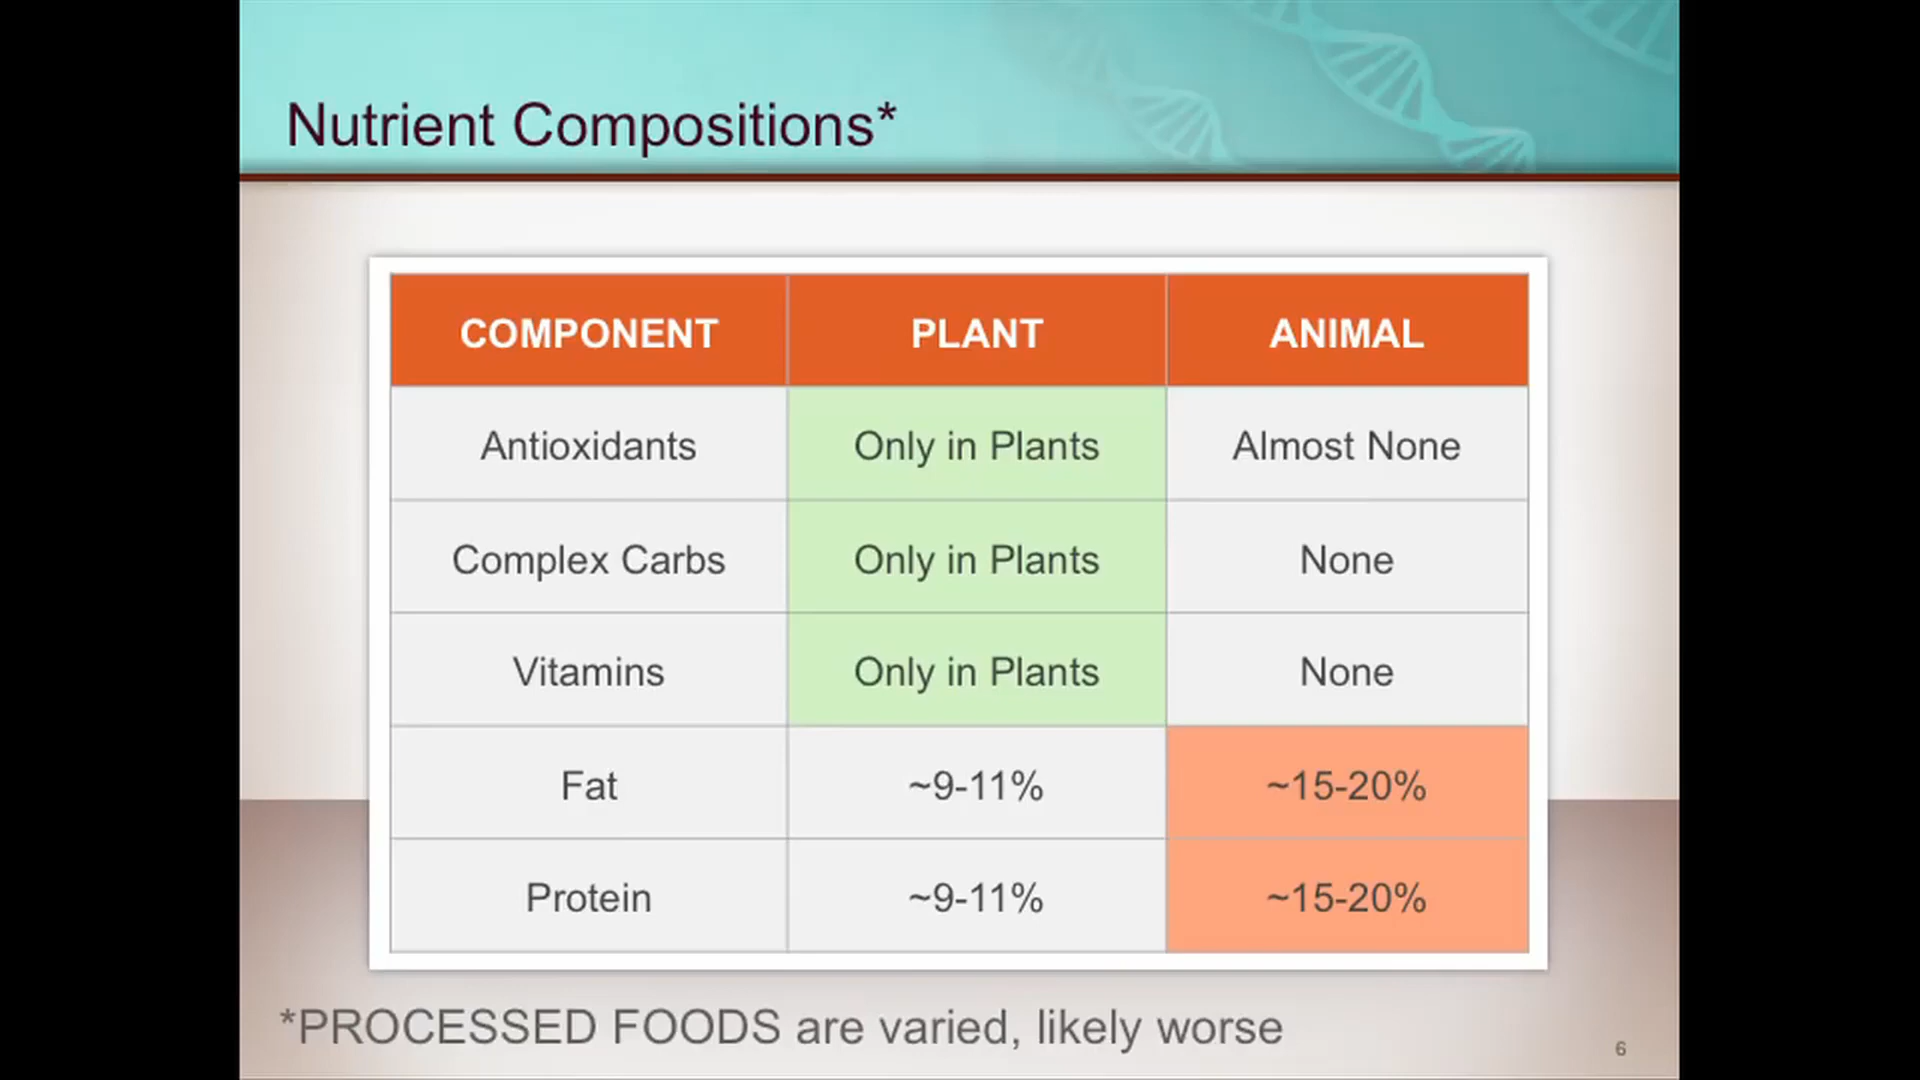 Nutrient Compositions*
COMPONENT PLANT ANIMAL
Antioxidants Only in Plants Almost None
Complex Carbs Only in Plants None
Vitamins Only in Plants None
Fat ~9-11% ~15-20%
Protein ~9-11% ~15-20%
*PROCESSED FOODS are varied, likely worse
6